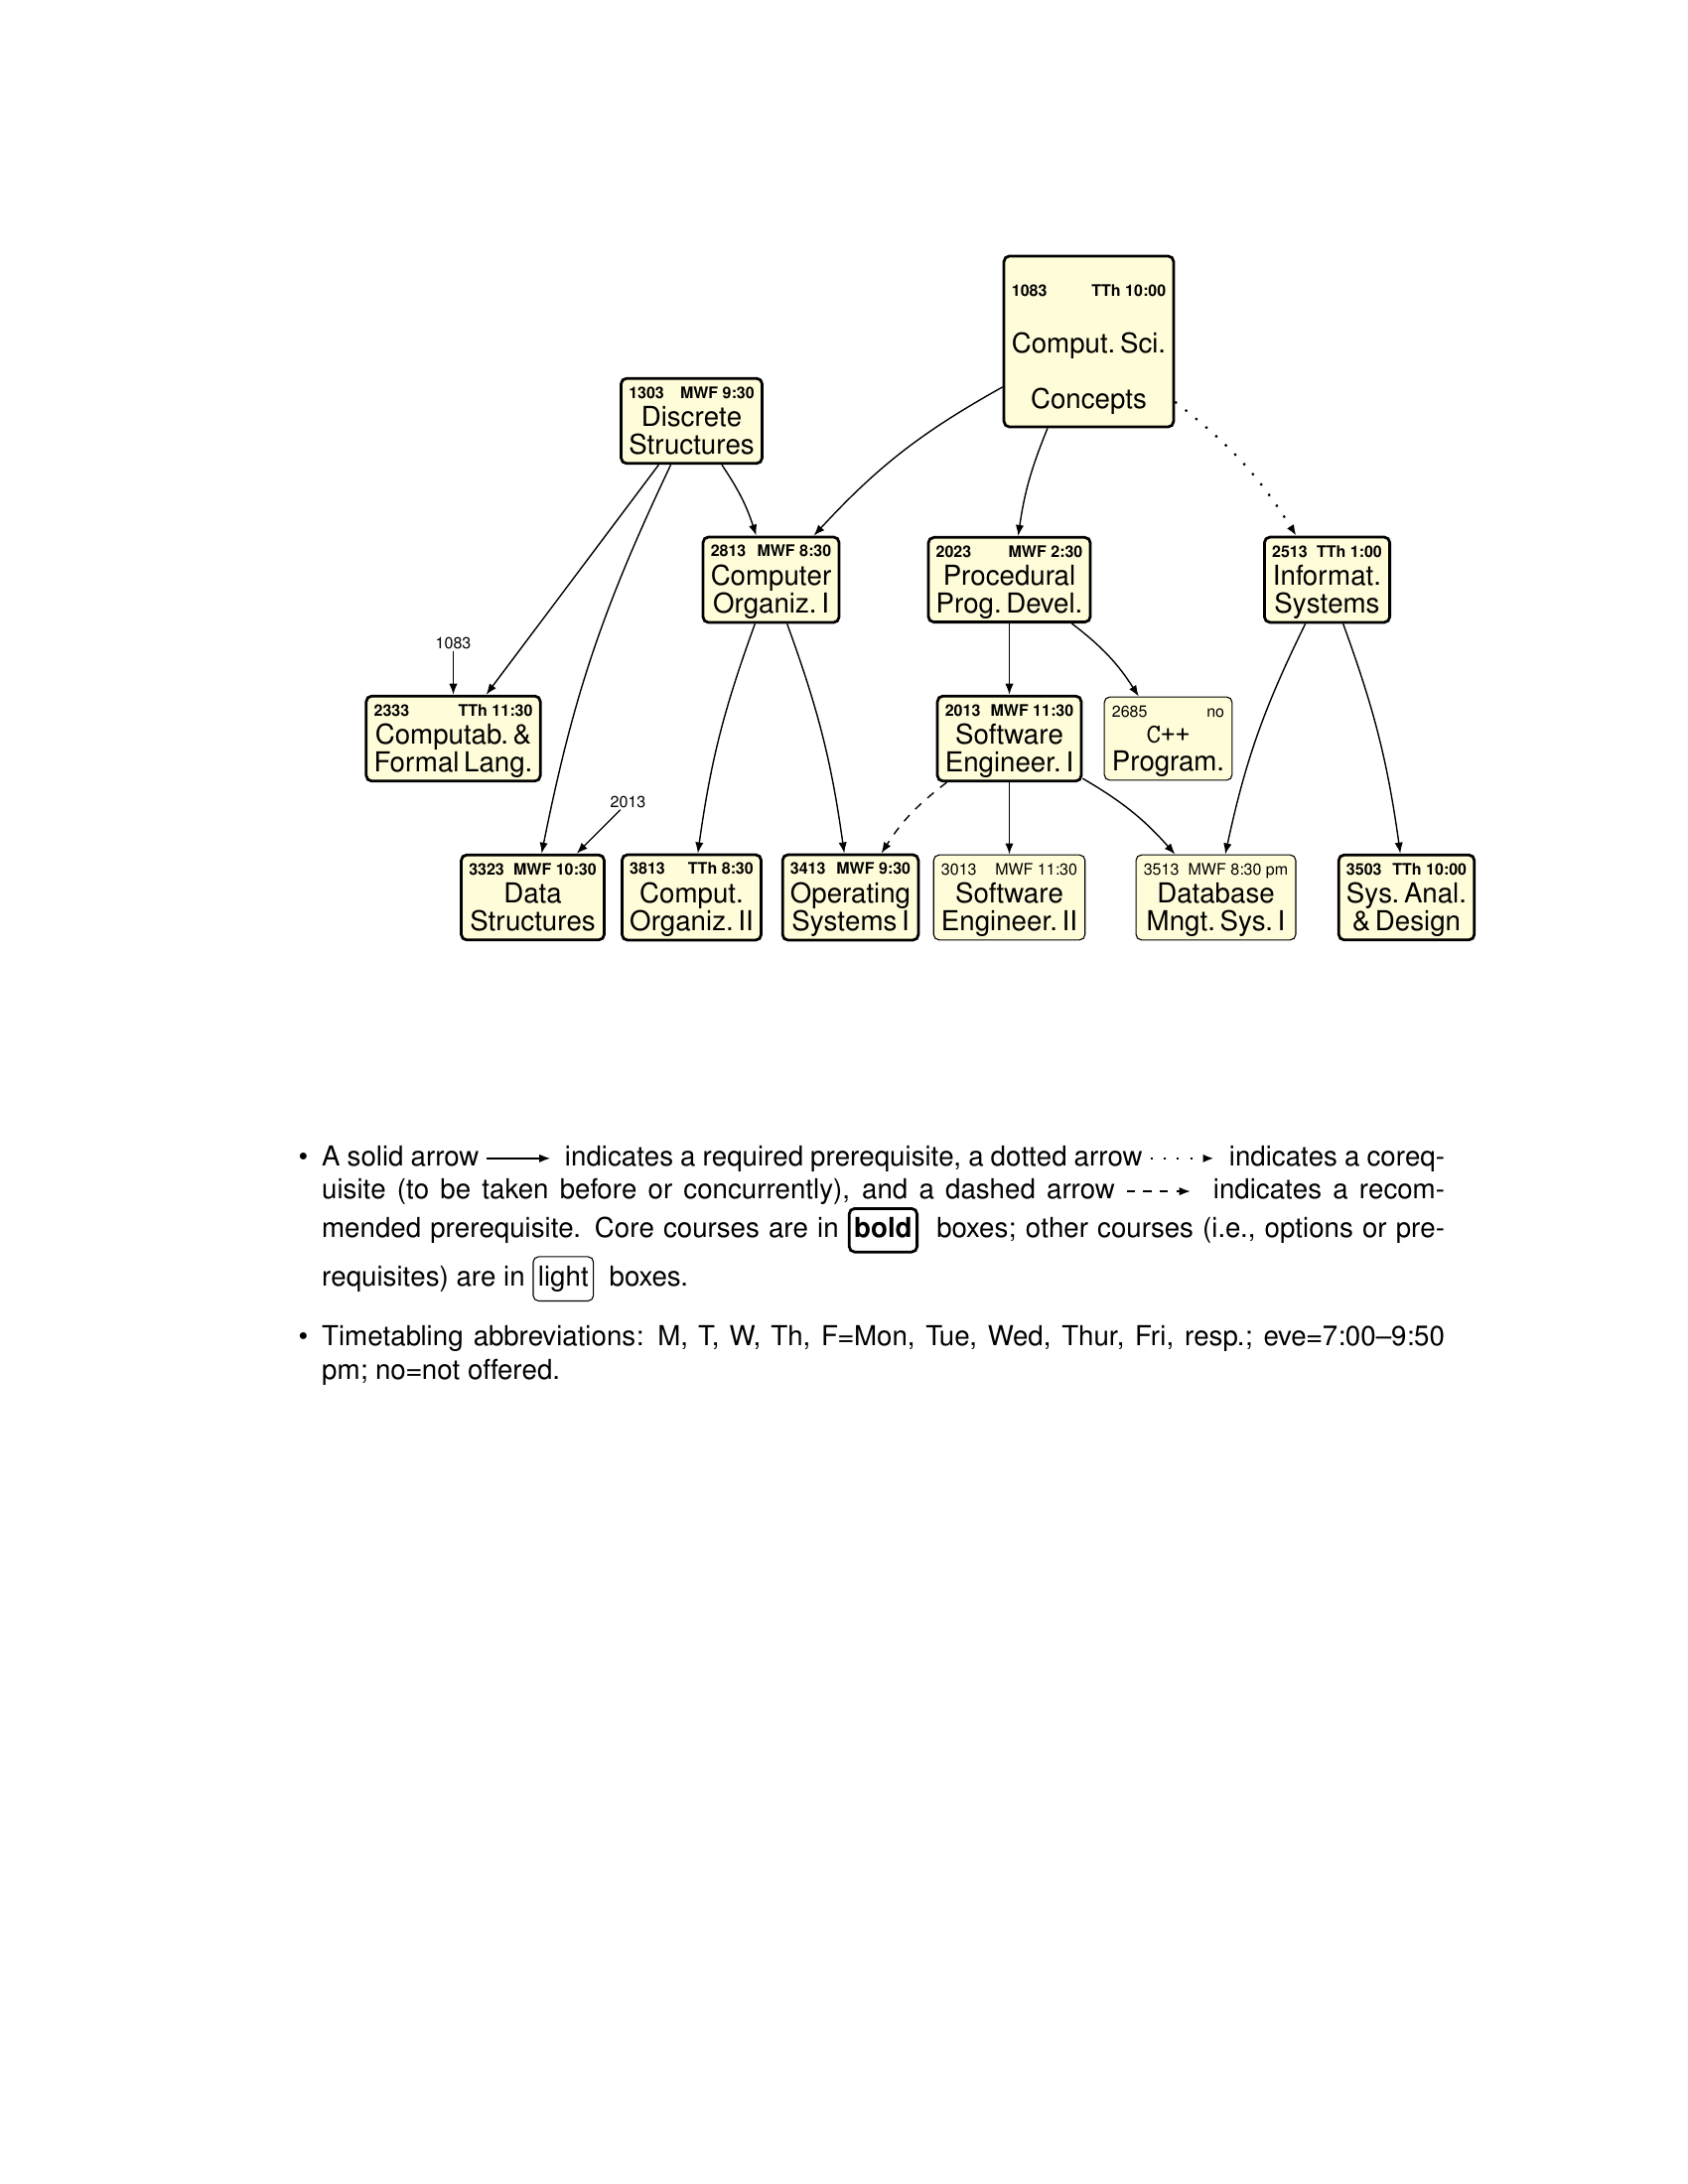 1083 TTh 10:00
Comput. Sci.
Concepts
1303 MWF 9:30
Discrete
Structures
2813 MWF 8:30
Computer
Organiz. I
2023 MWF 2:30
Procedural
Prog. Devel.
2513 TTh 1:00
Informat.
Systems
1083
2333 TTh 11:30
Computab. &
Formal Lang.
2013 MWF 11:30
Software
Engineer. I
2685 no
C++
Program.
2013
3323 MWF 10:30
Data
Structures
3813 TTh 8:30
Comput.
Organiz. II
3413 MWF 9:30
Operating
Systems I
3013 MWF 11:30
Software
Engineer. II
3513 MWF 8:30 pm
Database
Mngt. Sys. I
3503 TTh 10:00
Sys. Anal.
& Design
• A solid arrow indicates a required prerequisite, a dotted arrow indicates a coreq-
uisite (to be taken before or concurrently), and a dashed arrow indicates a recom-
mended prerequisite. Core courses are in bold boxes; other courses (i.e., options or pre-
requisites) are in light boxes.
• Timetabling abbreviations: M, T, W, Th, F=Mon, Tue, Wed, Thur, Fri, resp.; eve=7:00–9:50
pm; no=not offered.